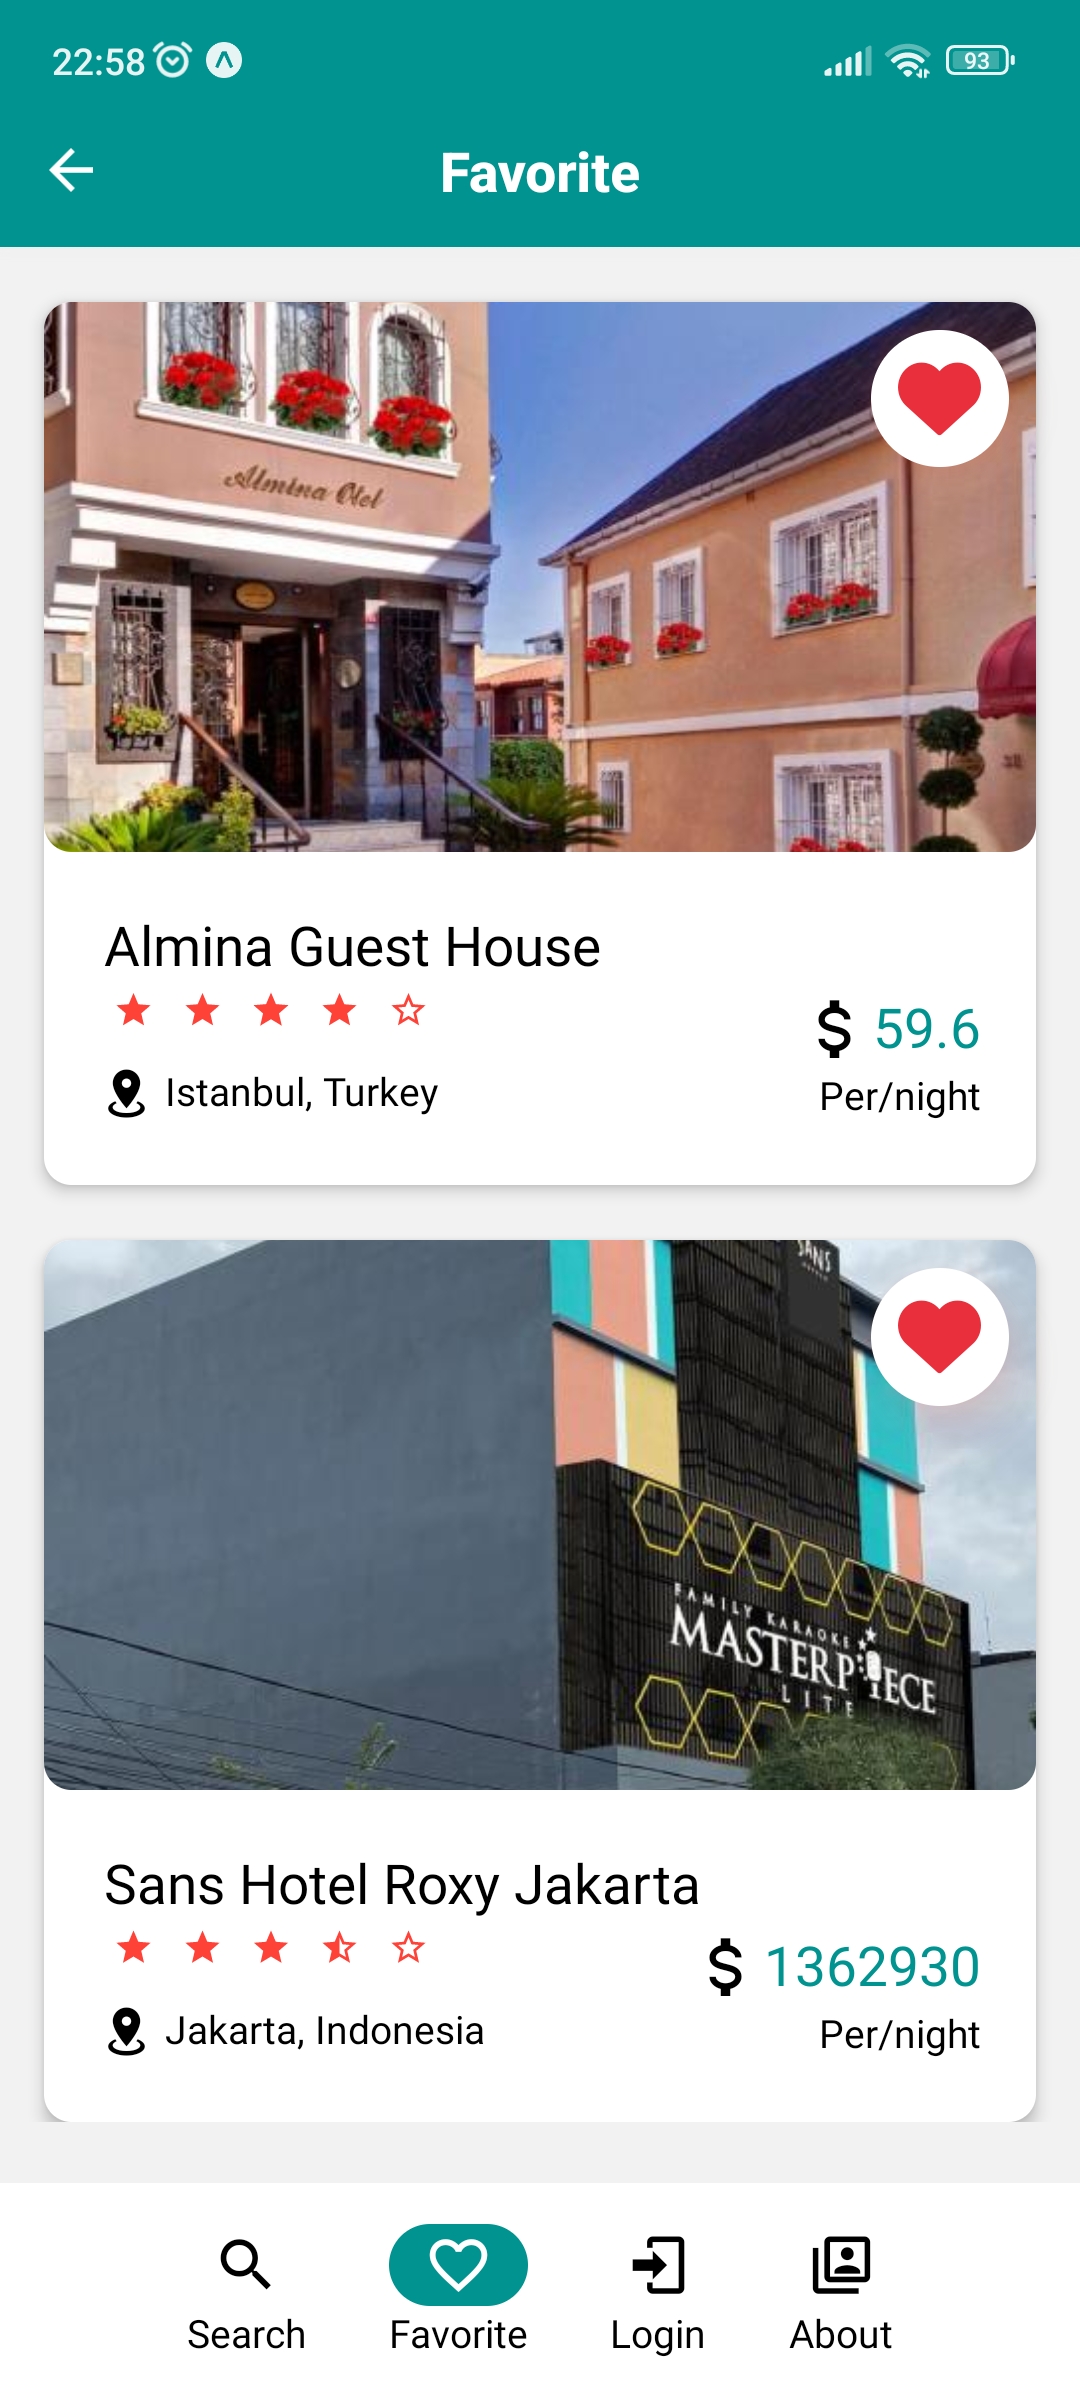 22:58
93
Favorite
Almina Otel
Almina Guest House
$ 59.6
Istanbul, Turkey
Per/night
SANS
FAMILY KARAOKE
MASTERPIECE
LITE
Sans Hotel Roxy Jakarta
$ 1362930
Jakarta, Indonesia
Per/night
Search
Favorite
Login
About